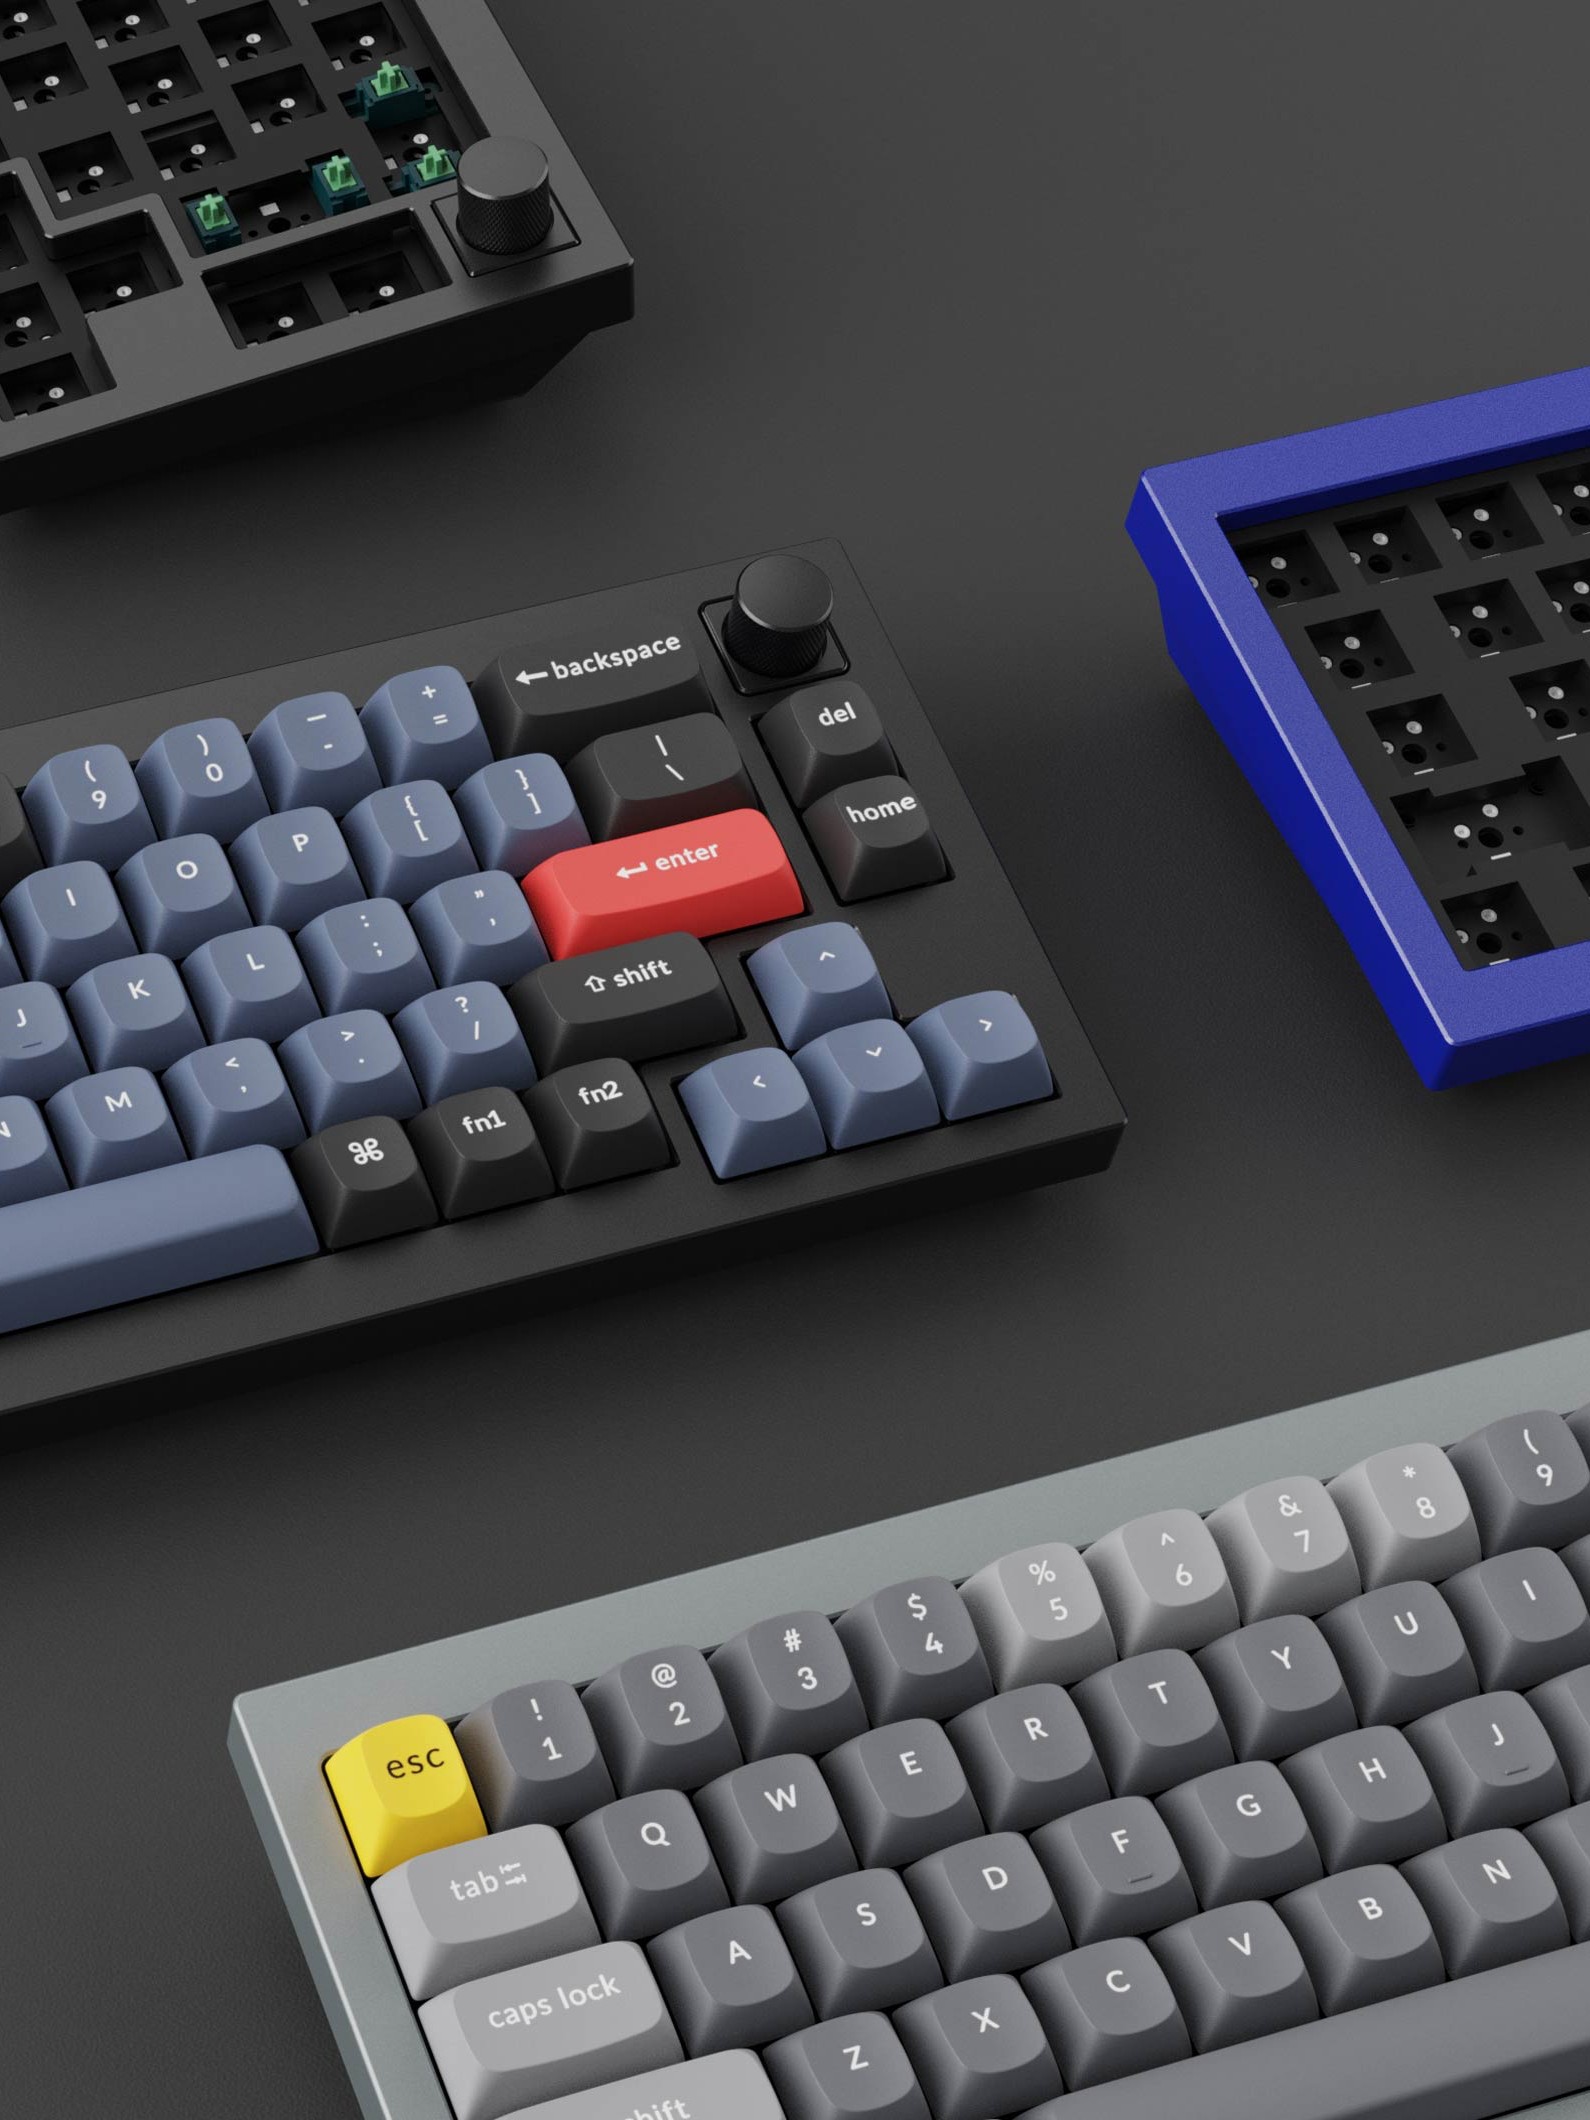 ← backspace
+
=
—
-
)
0
(
9
|
\
del
}
]
{
[
P
O
I
home
↵ enter
"
,
:
;
L
K
J
⇧ shift
?
/
>
.
<
,
M
N
⌘ fn1 fn2
^
< ⌄ >
(
9
*
8
&
7
^
6
%
5
$
4
#
3
@
2
!
1
esc
tab Q W E R T Y U I
caps lock A S D F G H J
shift Z X C V B N